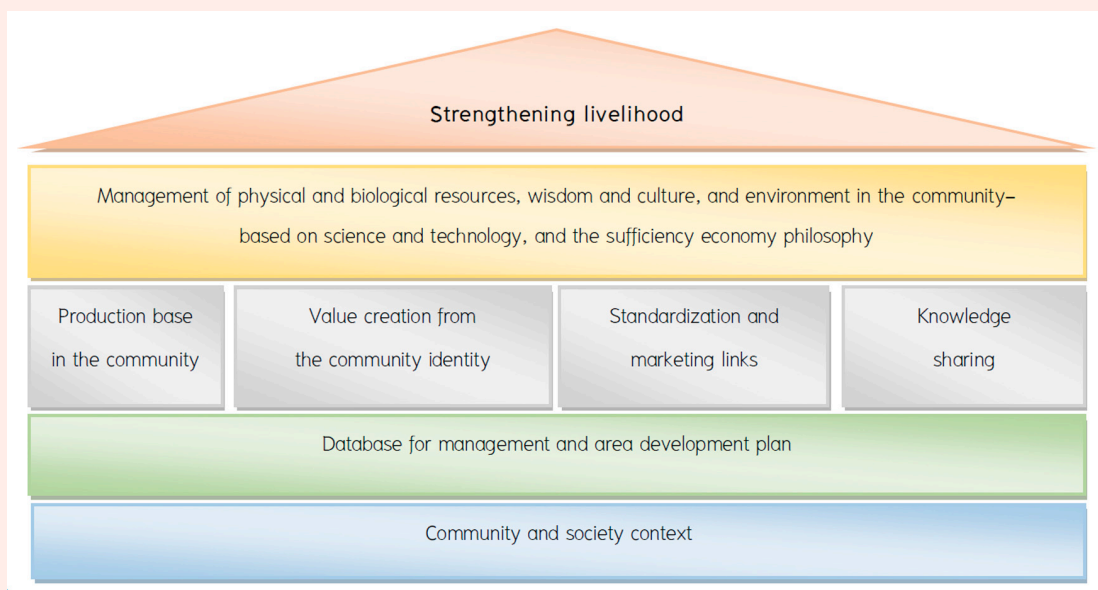 Strengthening livelihood
Management of physical and biological resources, wisdom and culture, and environment in the community–
based on science and technology, and the sufficiency economy philosophy
Production base
in the community
Value creation from
the community identity
Standardization and
marketing links
Knowledge
sharing
Database for management and area development plan
Community and society context